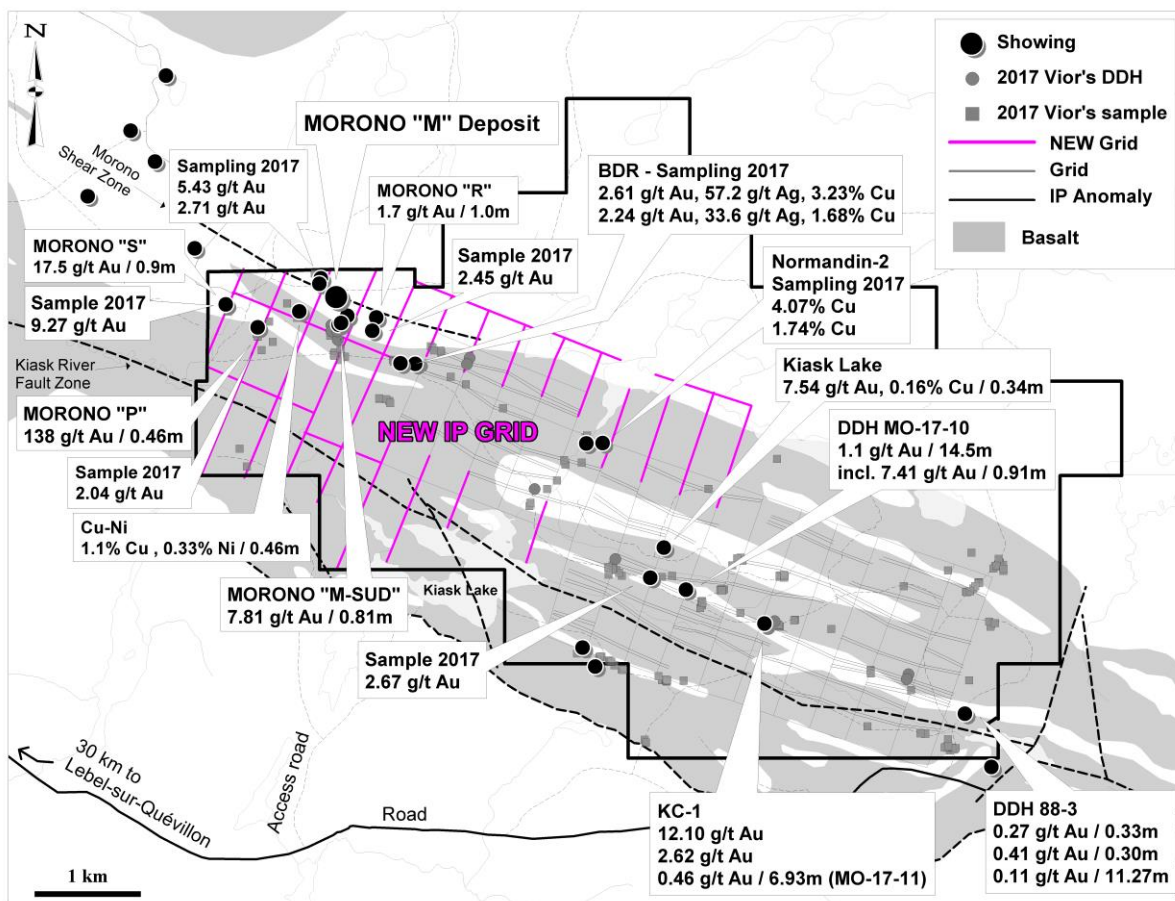 N
Showing
2017 Vior's DDH
2017 Vior's sample
NEW Grid
Grid
IP Anomaly
Basalt
MORONO "M" Deposit
Morono
Shear Zone
Sampling 2017
5.43 g/t Au
2.71 g/t Au
MORONO "R"
1.7 g/t Au / 1.0m
BDR - Sampling 2017
2.61 g/t Au, 57.2 g/t Ag, 3.23% Cu
2.24 g/t Au, 33.6 g/t Ag, 1.68% Cu
MORONO "S"
17.5 g/t Au / 0.9m
Sample 2017
2.45 g/t Au
Normandin-2
Sampling 2017
4.07% Cu
1.74% Cu
Sample 2017
9.27 g/t Au
Kiask River
Fault Zone
Kiask Lake
7.54 g/t Au, 0.16% Cu / 0.34m
MORONO "P"
138 g/t Au / 0.46m
NEW IP GRID
DDH MO-17-10
1.1 g/t Au / 14.5m
incl. 7.41 g/t Au / 0.91m
Sample 2017
2.04 g/t Au
Cu-Ni
1.1% Cu , 0.33% Ni / 0.46m
MORONO "M-SUD"
7.81 g/t Au / 0.81m
Kiask Lake
Sample 2017
2.67 g/t Au
30 km to
Lebel-sur-Quévillon
Access road
Road
KC-1
12.10 g/t Au
2.62 g/t Au
0.46 g/t Au / 6.93m (MO-17-11)
DDH 88-3
0.27 g/t Au / 0.33m
0.41 g/t Au / 0.30m
0.11 g/t Au / 11.27m
1 km